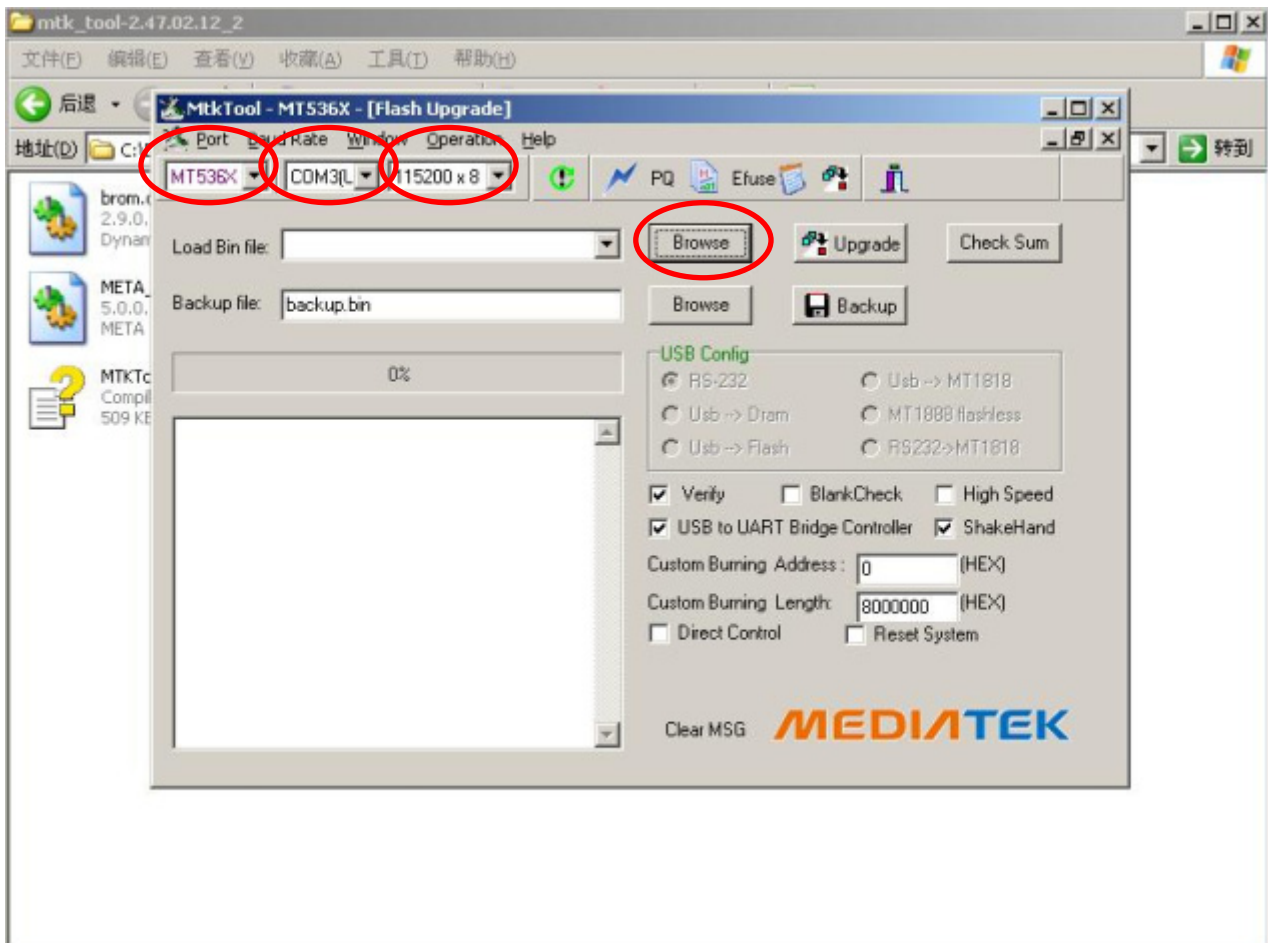 mtk_tool-2.47.02.12_2
文件(F) 编辑(E) 查看(V) 收藏(A) 工具(T) 帮助(H)
后退
地址(D) C:\ 转到
MtkTool - MT536X - [Flash Upgrade]
Port Baud Rate Window Operation Help
MT536X COM3(L 115200 x 8 PQ Efuse
brom.
2.9.0.
Dynam
META_
5.0.0.
META
MTKTo
Compil
509 KE
Load Bin file: Browse Upgrade Check Sum
Backup file: backup.bin Browse Backup
0%
USB Config
RS-232 Usb --> MT1818
Usb --> Dram MT1888 flashless
Usb --> Flash RS232->MT1818
Verify BlankCheck High Speed
USB to UART Bridge Controller ShakeHand
Custom Burning Address : 0 (HEX)
Custom Burning Length: 8000000 (HEX)
Direct Control Reset System
Clear MSG MEDIATEK